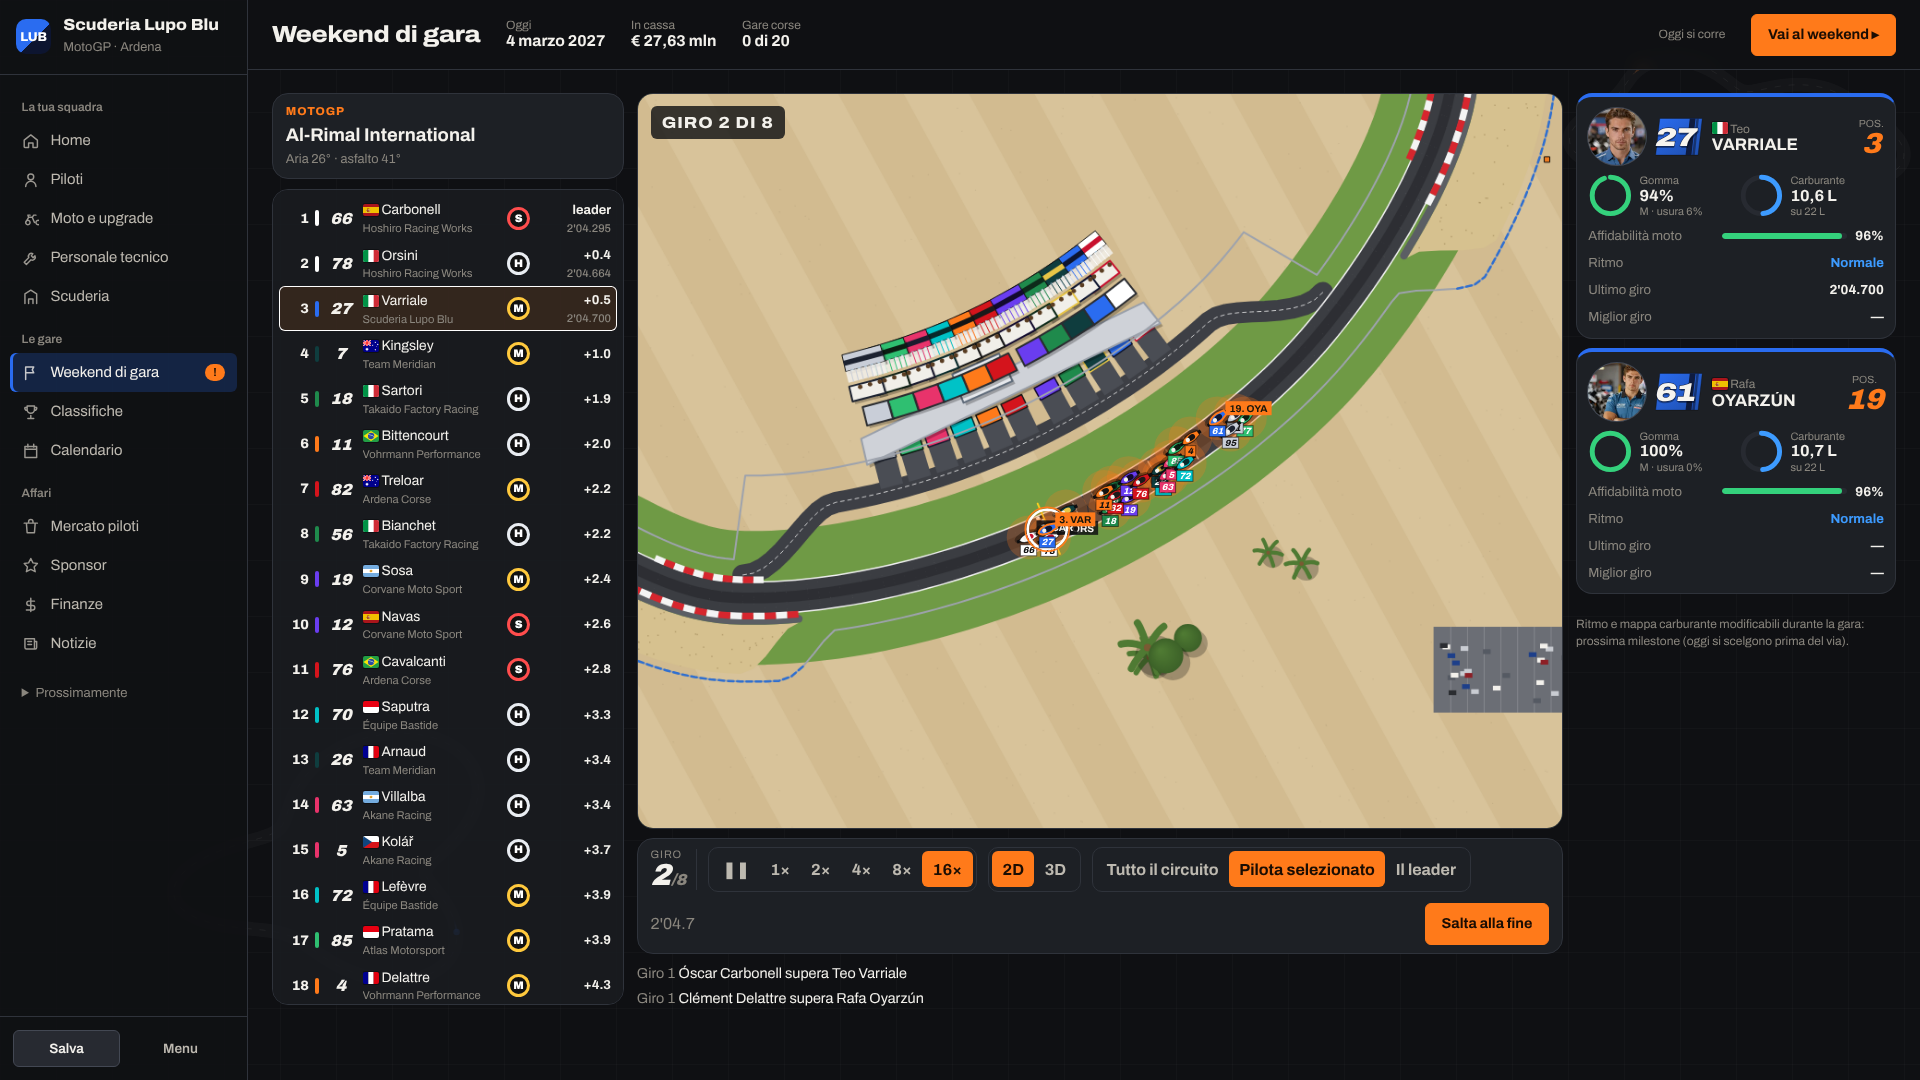 LUB
Scuderia Lupo Blu
MotoGP · Ardena
La tua squadra
Home
Piloti
Moto e upgrade
Personale tecnico
Scuderia
Le gare
Weekend di gara
!
Classifiche
Calendario
Affari
Mercato piloti
Sponsor
Finanze
Notizie
Prossimamente
Salva
Menu
Weekend di gara
Oggi
4 marzo 2027
In cassa
€ 27,63 mln
Gare corse
0 di 20
Oggi si corre
Vai al weekend ▸
MOTOGP
Al-Rimal International
Aria 26° · asfalto 41°
1 66 Carbonell S leader
Hoshiro Racing Works 2'04.295
2 78 Orsini H +0.4
Hoshiro Racing Works 2'04.664
3 27 Varriale M +0.5
Scuderia Lupo Blu 2'04.700
4 7 Kingsley M +1.0
Team Meridian
5 18 Sartori H +1.9
Takaido Factory Racing
6 11 Bittencourt H +2.0
Vohrmann Performance
7 82 Treloar M +2.2
Ardena Corse
8 56 Bianchet H +2.2
Takaido Factory Racing
9 19 Sosa M +2.4
Corvane Moto Sport
10 12 Navas S +2.6
Corvane Moto Sport
11 76 Cavalcanti S +2.8
Ardena Corse
12 70 Saputra H +3.3
Équipe Bastide
13 26 Arnaud H +3.4
Team Meridian
14 63 Villalba H +3.4
Akane Racing
15 5 Kolář H +3.7
Akane Racing
16 72 Lefèvre M +3.9
Équipe Bastide
17 85 Pratama M +3.9
Atlas Motorsport
18 4 Delattre M +4.3
Vohrmann Performance
GIRO 2 DI 8
19. OYA
61
95
4
72
63
76
11
19
18
3. VAR
27
66
GIRO
2/8
1×
2×
4×
8×
16×
2D
3D
Tutto il circuito
Pilota selezionato
Il leader
2'04.7
Salta alla fine
Giro 1 Óscar Carbonell supera Teo Varriale
Giro 1 Clément Delattre supera Rafa Oyarzún
27
Teo
VARRIALE
POS.
3
Gomma
94%
M · usura 6%
Carburante
10,6 L
su 22 L
Affidabilità moto 96%
Ritmo Normale
Ultimo giro 2'04.700
Miglior giro —
61
Rafa
OYARZÚN
POS.
19
Gomma
100%
M · usura 0%
Carburante
10,7 L
su 22 L
Affidabilità moto 96%
Ritmo Normale
Ultimo giro —
Miglior giro —
Ritmo e mappa carburante modificabili durante la gara:
prossima milestone (oggi si scelgono prima del via).